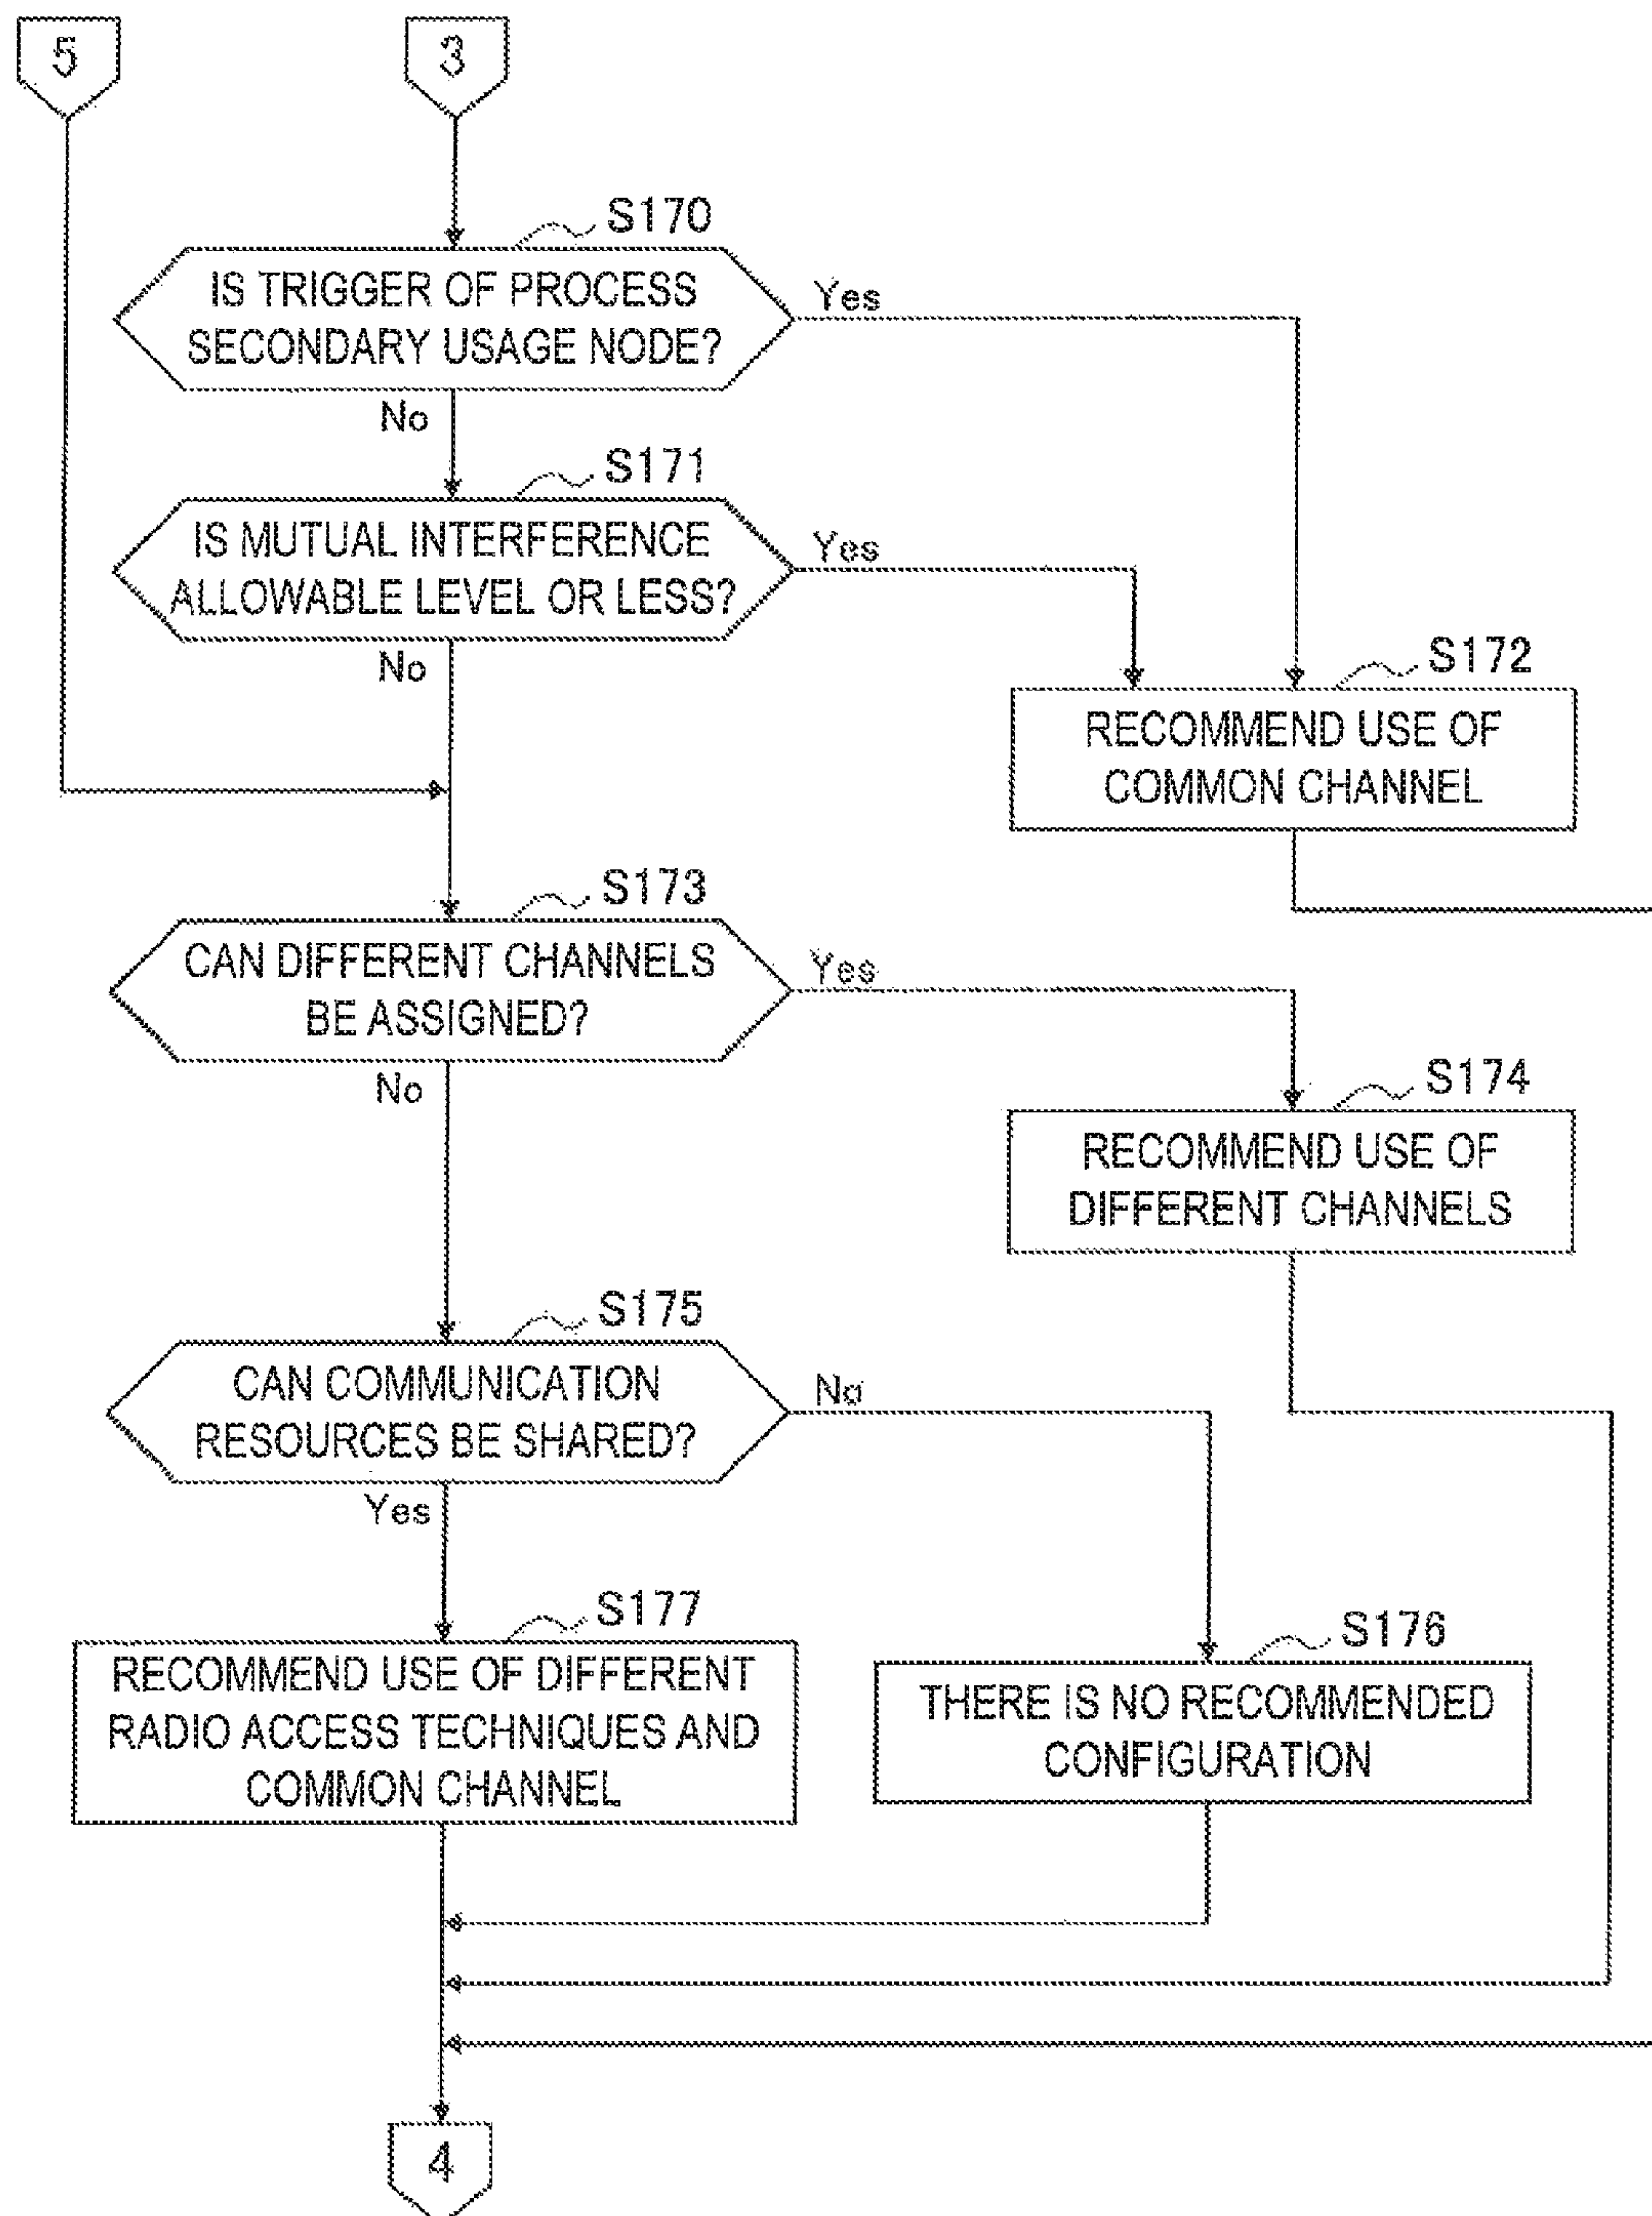 5
3
S170
IS TRIGGER OF PROCESS
SECONDARY USAGE NODE?
Yes
No
S171
IS MUTUAL INTERFERENCE
ALLOWABLE LEVEL OR LESS?
Yes
No
S172
RECOMMEND USE OF
COMMON CHANNEL
S173
CAN DIFFERENT CHANNELS
BE ASSIGNED?
Yes
No
S174
RECOMMEND USE OF
DIFFERENT CHANNELS
S175
CAN COMMUNICATION
RESOURCES BE SHARED?
No
Yes
S177
RECOMMEND USE OF DIFFERENT
RADIO ACCESS TECHNIQUES AND
COMMON CHANNEL
S176
THERE IS NO RECOMMENDED
CONFIGURATION
4